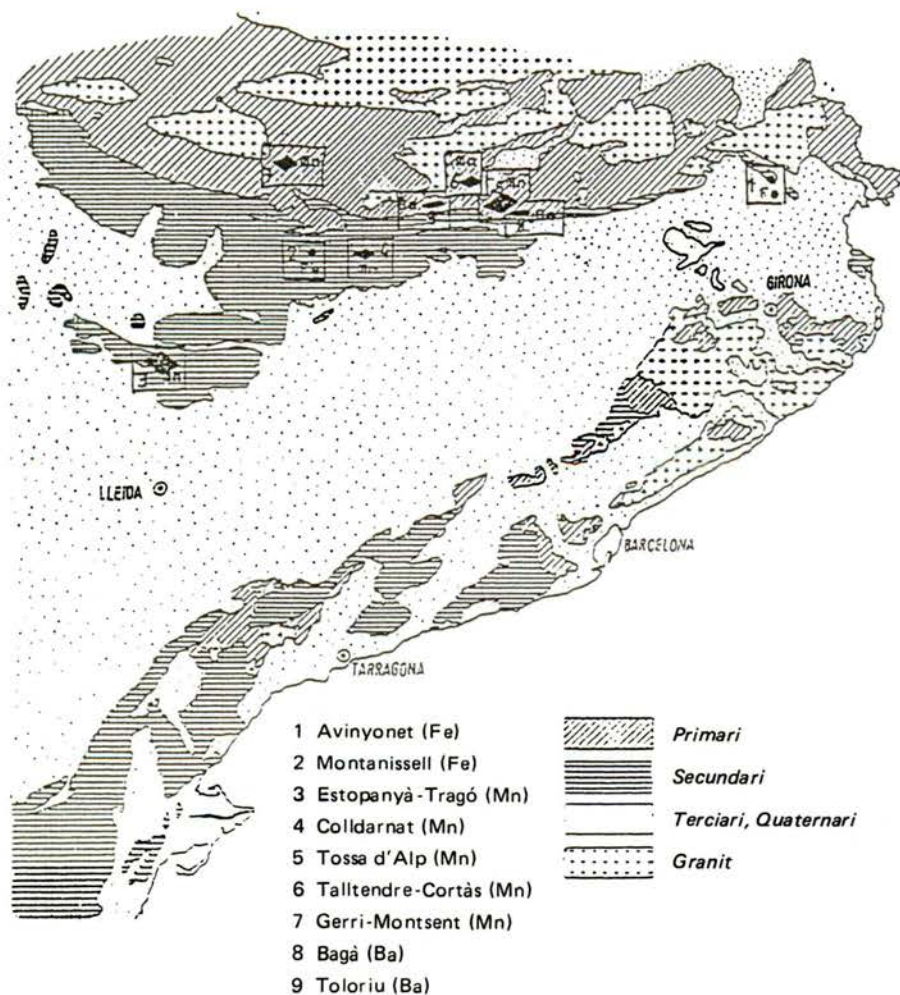 GIRONA
LLEIDA
BARCELONA
TARRAGONA
1 Avinyonet (Fe)
2 Montanissell (Fe)
3 Estopanyà-Tragó (Mn)
4 Colldarnat (Mn)
5 Tossa d'Alp (Mn)
6 Talltendre-Cortàs (Mn)
7 Gerri-Montsent (Mn)
8 Bagà (Ba)
9 Toloriu (Ba)
Primari
Secundari
Terciari, Quaternari
Granit